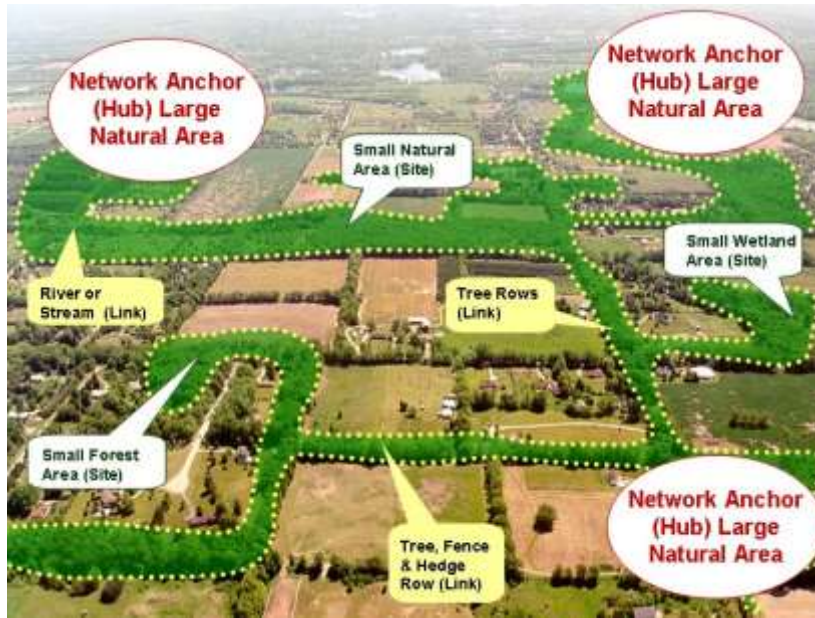 Network Anchor
(Hub) Large
Natural Area
Network Anchor
(Hub) Large
Natural Area
Small Natural
Area (Site)
Small Wetland
Area (Site)
River or
Stream (Link)
Tree Rows
(Link)
Small Forest
Area (Site)
Tree, Fence
& Hedge
Row (Link)
Network Anchor
(Hub) Large
Natural Area